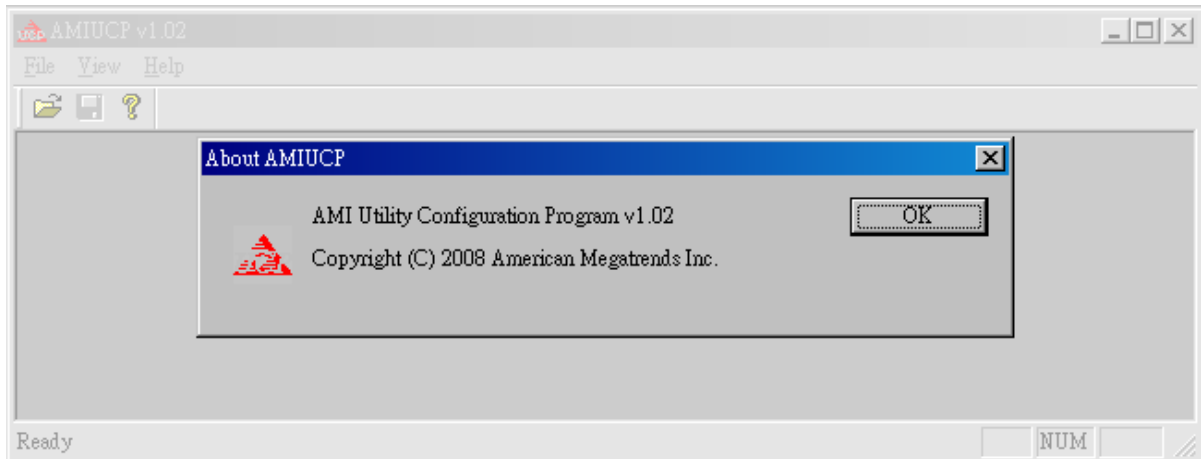 AMIUCP v1.02
File View Help
About AMIUCP
AMI Utility Configuration Program v1.02
OK
Copyright (C) 2008 American Megatrends Inc.
Ready
NUM